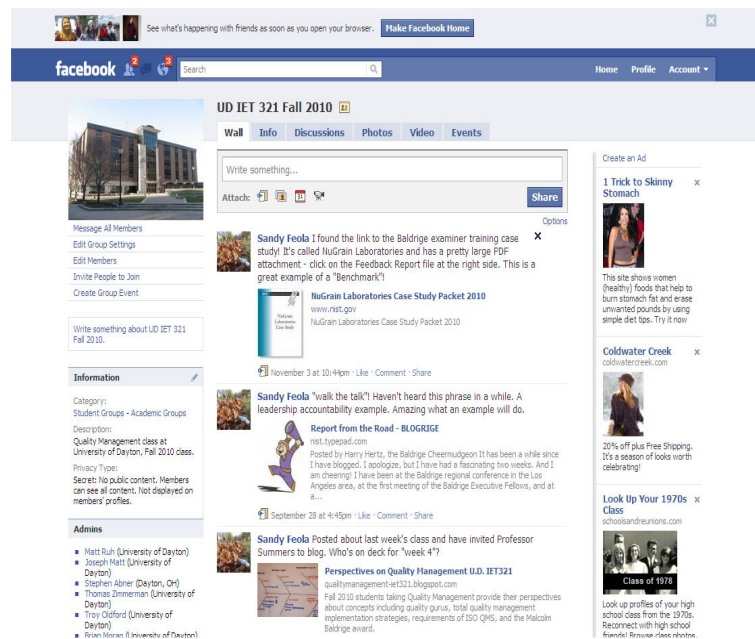 See what's happening with friends as soon as you open your browser. Make Facebook Home
facebook 2 3 Search Home Profile Account
UD IET 321 Fall 2010
Wall Info Discussions Photos Video Events
Write something...
Attach: 31 Share
Options
Message All Members
Edit Group Settings
Edit Members
Invite People to Join
Create Group Event
Write something about UD IET 321
Fall 2010.
Information
Category:
Student Groups - Academic Groups
Description:
Quality Management class at
University of Dayton, Fall 2010 class.
Privacy Type:
Secret: No public content. Members
can see all content. Not displayed on
members' profiles.
Admins
Matt Ruh (University of Dayton)
Joseph Matt (University of
Dayton)
Stephen Abner (Dayton, OH)
Thomas Zimmerman (University of
Dayton)
Troy Oldford (University of
Dayton)
Brian Moran (University of
Sandy Feola I found the link to the Baldrige examiner training case
study! It's called NuGrain Laboratories and has a pretty large PDF
attachment - click on the Feedback Report file at the right side. This is a
great example of a "Benchmark"!
NuGrain
Laboratories
Case Study
NuGrain Laboratories Case Study Packet 2010
www.nist.gov
NuGrain Laboratories Case Study Packet 2010
November 3 at 10:44pm · Like · Comment · Share
Sandy Feola "walk the talk"! Haven't heard this phrase in a while. A
leadership accountability example. Amazing what an example will do.
Report from the Road - BLOGRIGE
nist.typepad.com
Posted by Harry Hertz, the Baldrige Cheermudgeon It has been a while since
I have blogged. I apologize, but I have had a fascinating two weeks. And I
am cheering! I have been at the Baldrige regional conference in the Los
Angeles area, at the first meeting of the Baldrige Executive Fellows, and at
a...
September 28 at 4:45pm · Like · Comment · Share
Sandy Feola Posted about last week's class and have invited Professor
Summers to blog. Who's on deck for "week 4"?
Perspectives on Quality Management U.D. IET321
qualitymanagement-iet321.blogspot.com
Fall 2010 students taking Quality Management provide their perspectives
about concepts including quality gurus, total quality management
implementation strategies, requirements of ISO QMS, and the Malcolm
Baldrige award.
Create an Ad
1 Trick to Skinny
Stomach
This site shows women
(healthy) foods that help to
burn stomach fat and erase
unwanted pounds by using
simple diet tips. Try it now
Coldwater Creek
coldwatercreek.com
20% off plus Free Shipping.
It's a season of looks worth
celebrating!
Look Up Your 1970s
Class
schoolsandreunions.com
Class of 1978
Look up profiles of your high
school class from the 1970s.
Reconnect with high school
friends! Browse class photos,